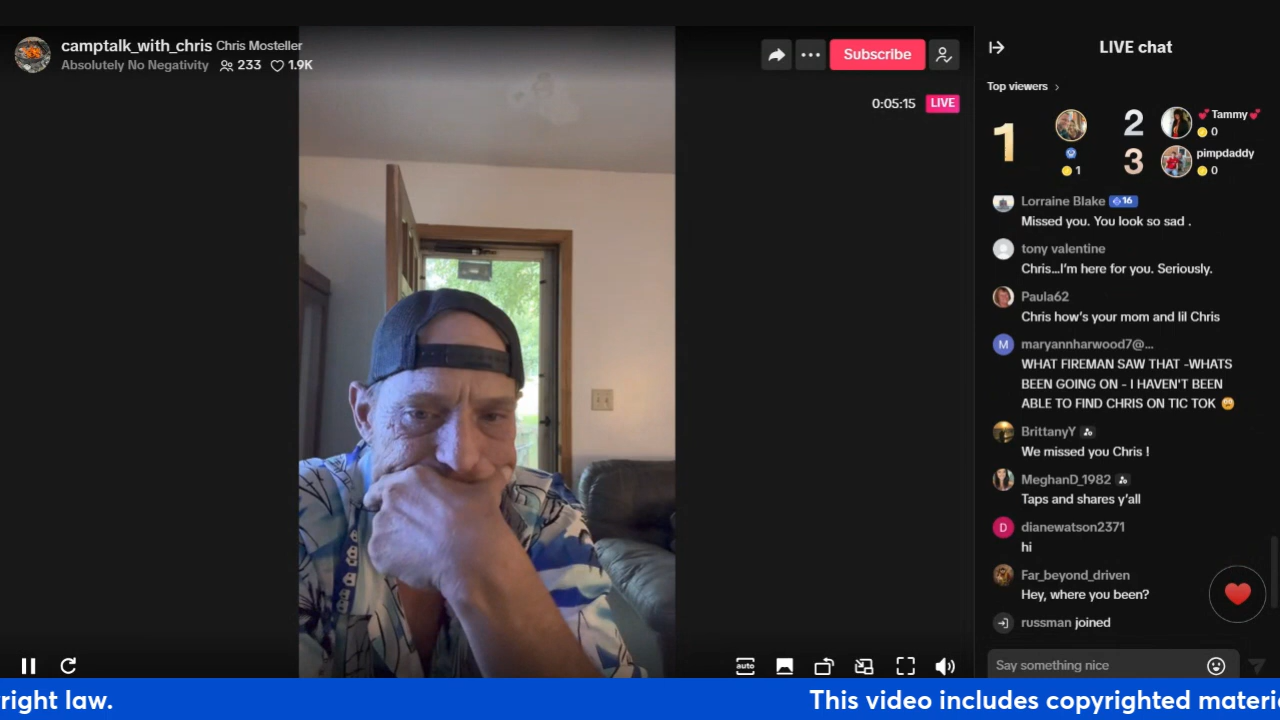 camptalk_with_chris Chris Mosteller
Absolutely No Negativity 233 1.9K
Subscribe
0:05:15 LIVE
LIVE chat
Top viewers
1
1
2
💕Tammy💕
0
3
pimpdaddy
0
Lorraine Blake 16
Missed you. You look so sad .
tony valentine
Chris...I'm here for you. Seriously.
Paula62
Chris how's your mom and lil Chris
M maryannharwood7@...
WHAT FIREMAN SAW THAT -WHATS
BEEN GOING ON - I HAVEN'T BEEN
ABLE TO FIND CHRIS ON TIC TOK
BrittanyY
We missed you Chris !
MeghanD_1982
Taps and shares y'all
D dianewatson2371
hi
Far_beyond_driven
Hey, where you been?
russman joined
auto
Say something nice
right law. This video includes copyrighted materi